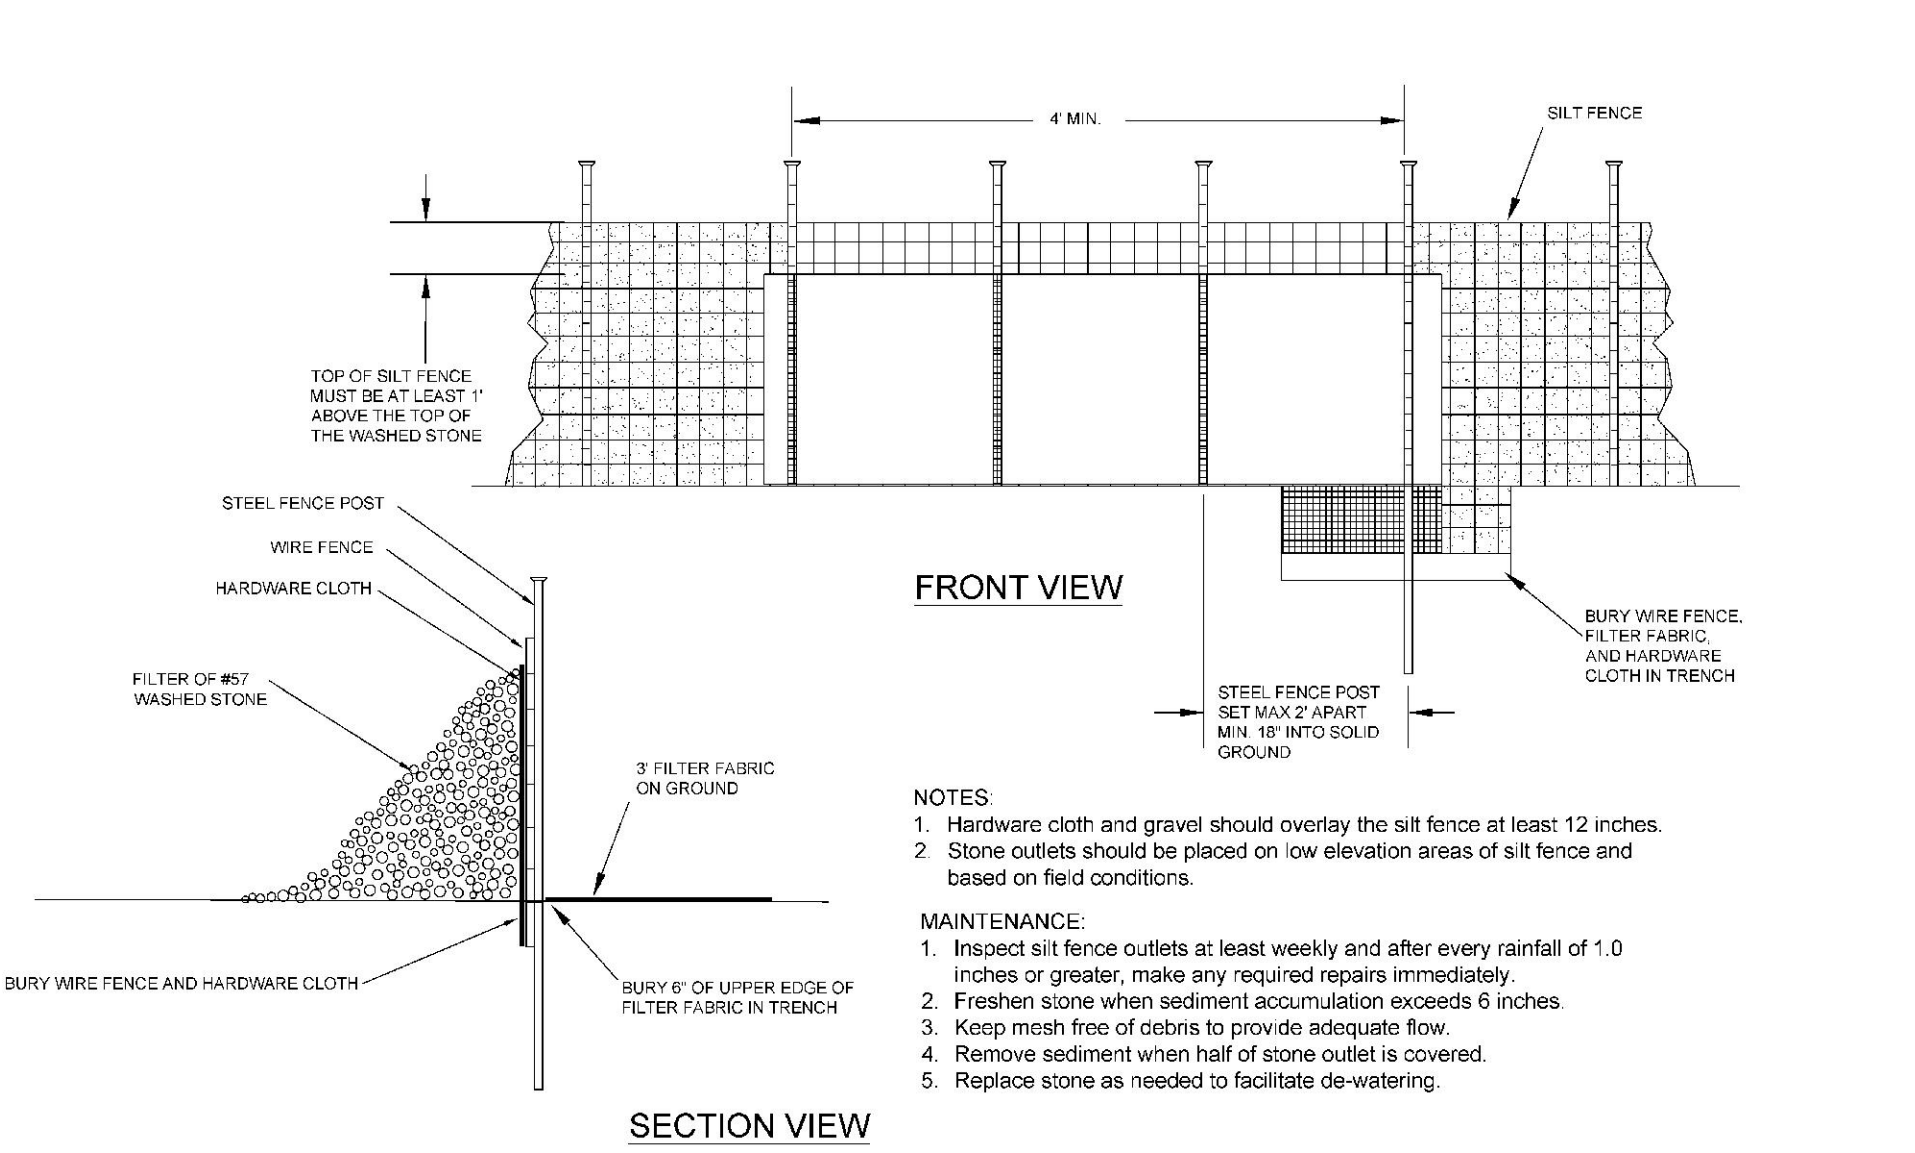 4' MIN.
SILT FENCE
TOP OF SILT FENCE
MUST BE AT LEAST 1'
ABOVE THE TOP OF
THE WASHED STONE
STEEL FENCE POST
WIRE FENCE
HARDWARE CLOTH
FILTER OF #57
WASHED STONE
3' FILTER FABRIC
ON GROUND
BURY WIRE FENCE AND HARDWARE CLOTH
BURY 6" OF UPPER EDGE OF
FILTER FABRIC IN TRENCH
SECTION VIEW
FRONT VIEW
BURY WIRE FENCE,
FILTER FABRIC,
AND HARDWARE
CLOTH IN TRENCH
STEEL FENCE POST
SET MAX 2' APART
MIN. 18" INTO SOLID
GROUND
NOTES:
1. Hardware cloth and gravel should overlay the silt fence at least 12 inches.
2. Stone outlets should be placed on low elevation areas of silt fence and
based on field conditions.
MAINTENANCE:
1. Inspect silt fence outlets at least weekly and after every rainfall of 1.0
inches or greater, make any required repairs immediately.
2. Freshen stone when sediment accumulation exceeds 6 inches.
3. Keep mesh free of debris to provide adequate flow.
4. Remove sediment when half of stone outlet is covered.
5. Replace stone as needed to facilitate de-watering.